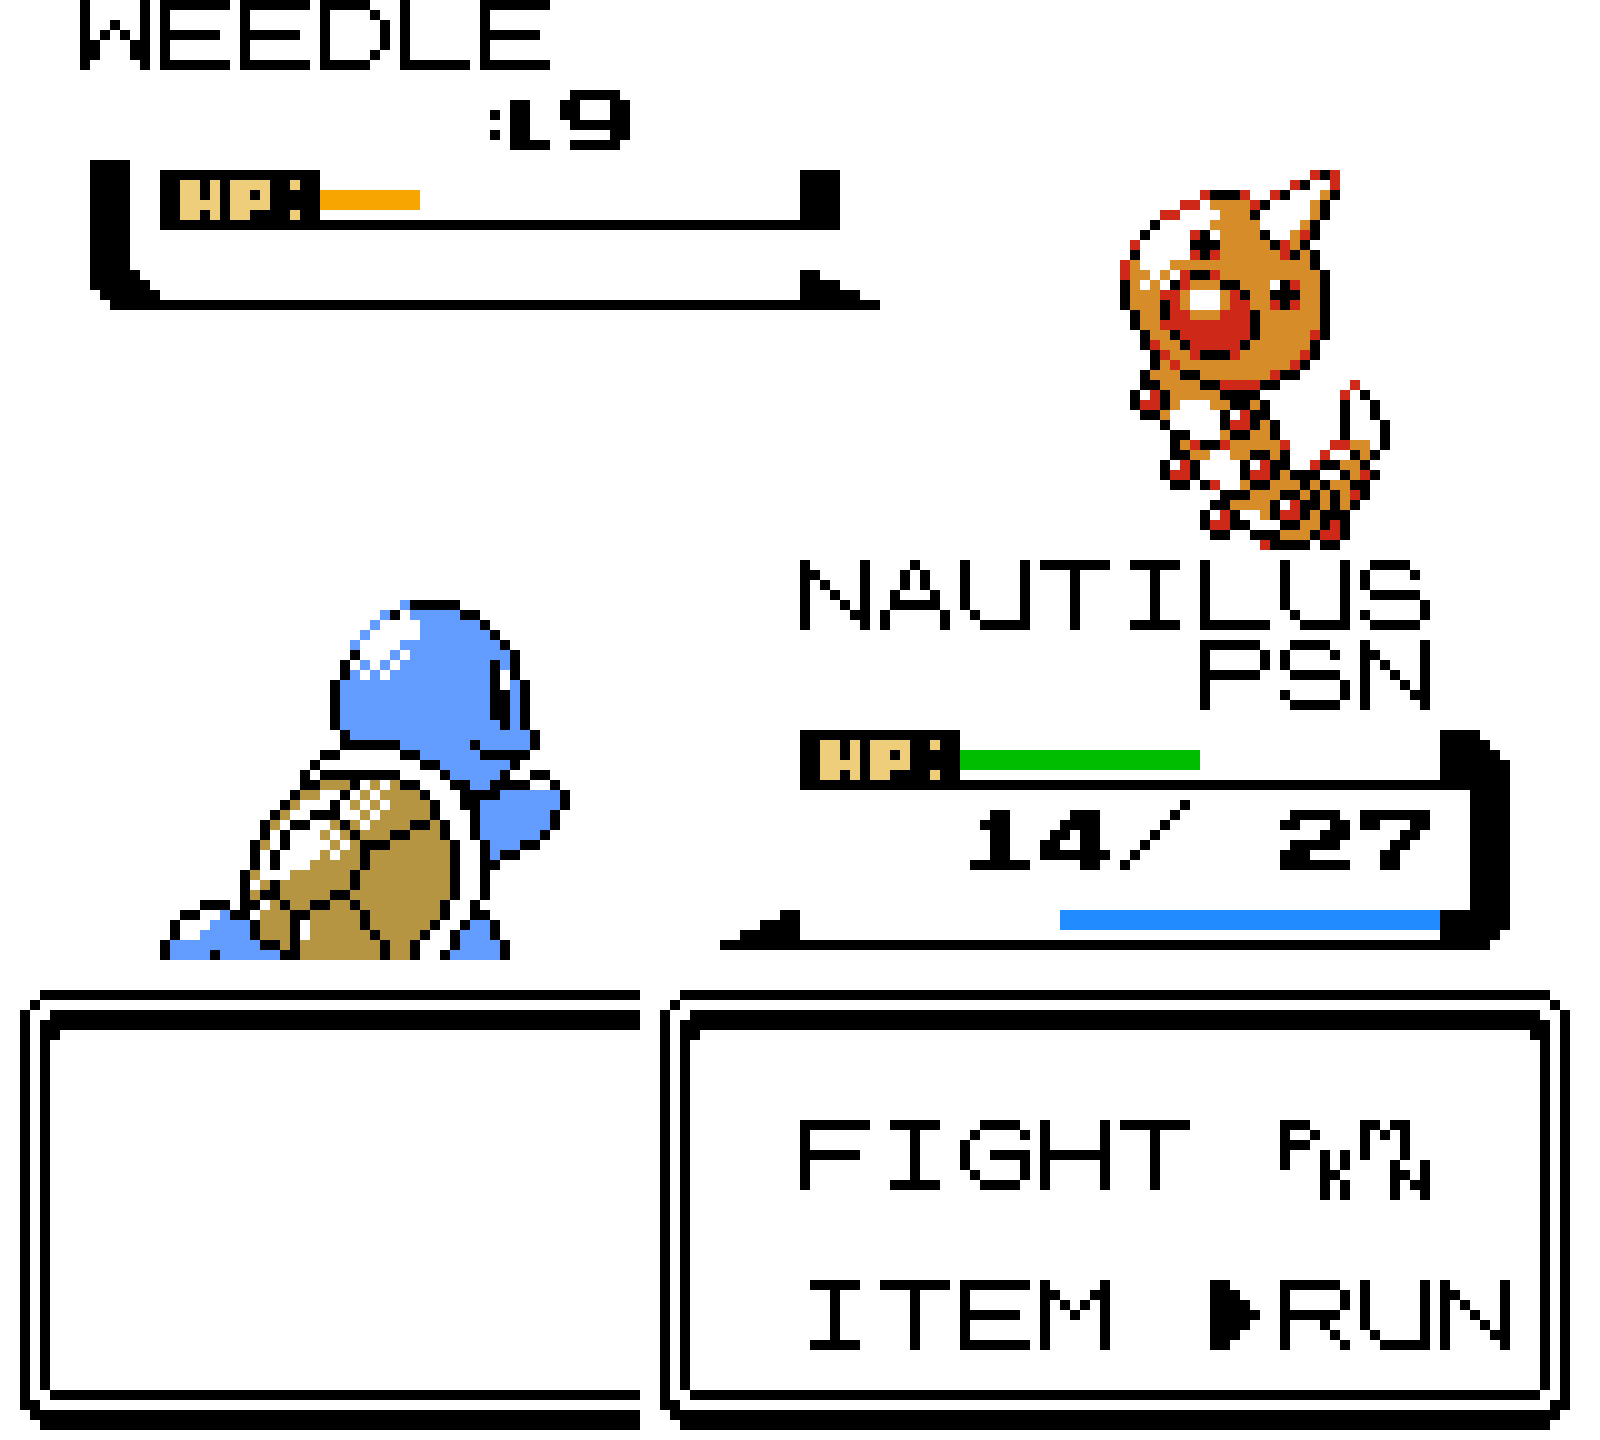 WEEDLE
:L9
HP:
NAUTILUS
PSN
HP:
14/ 27
FIGHT PKMN
ITEM ▶RUN